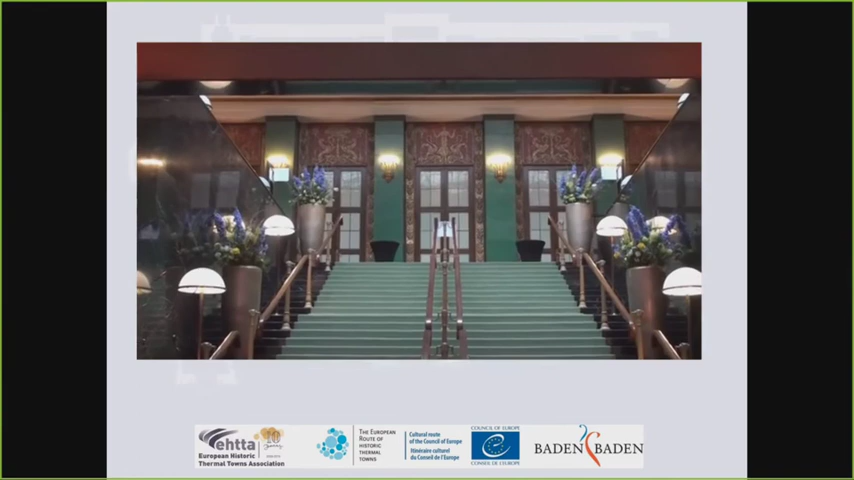 ehtta
10
European Historic
Thermal Towns Association
THE EUROPEAN
ROUTE OF
HISTORIC
THERMAL
TOWNS
Cultural route
of the Council of Europe
Itinéraire culturel
du Conseil de l'Europe
COUNCIL OF EUROPE
CONSEIL DE L'EUROPE
BADEN BADEN